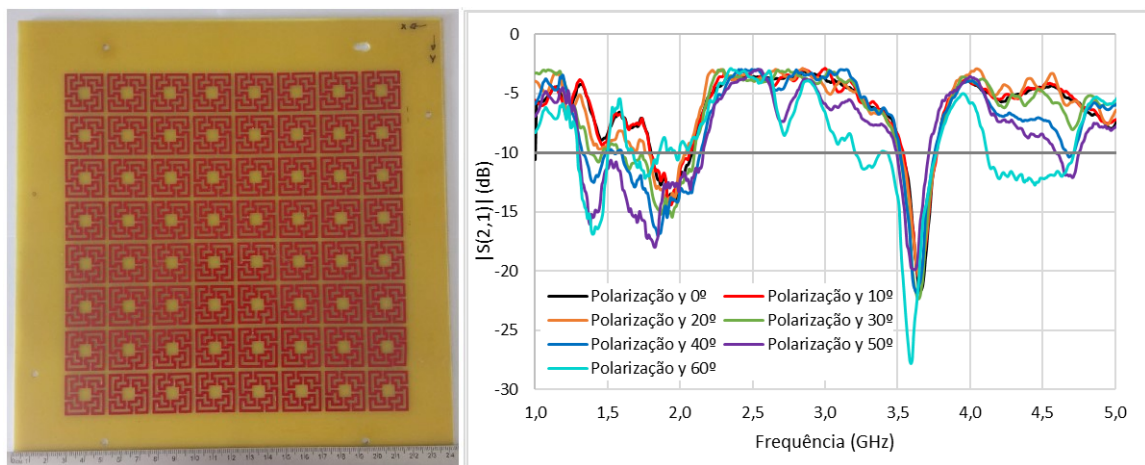 X
Y
0
-5
-10
-15
-20
-25
-30
|S(2,1)| (dB)
Polarização y 0º
Polarização y 10º
Polarização y 20º
Polarização y 30º
Polarização y 40º
Polarização y 50º
Polarização y 60º
1,0
1,5
2,0
2,5
3,0
3,5
4,0
4,5
5,0
Frequência (GHz)